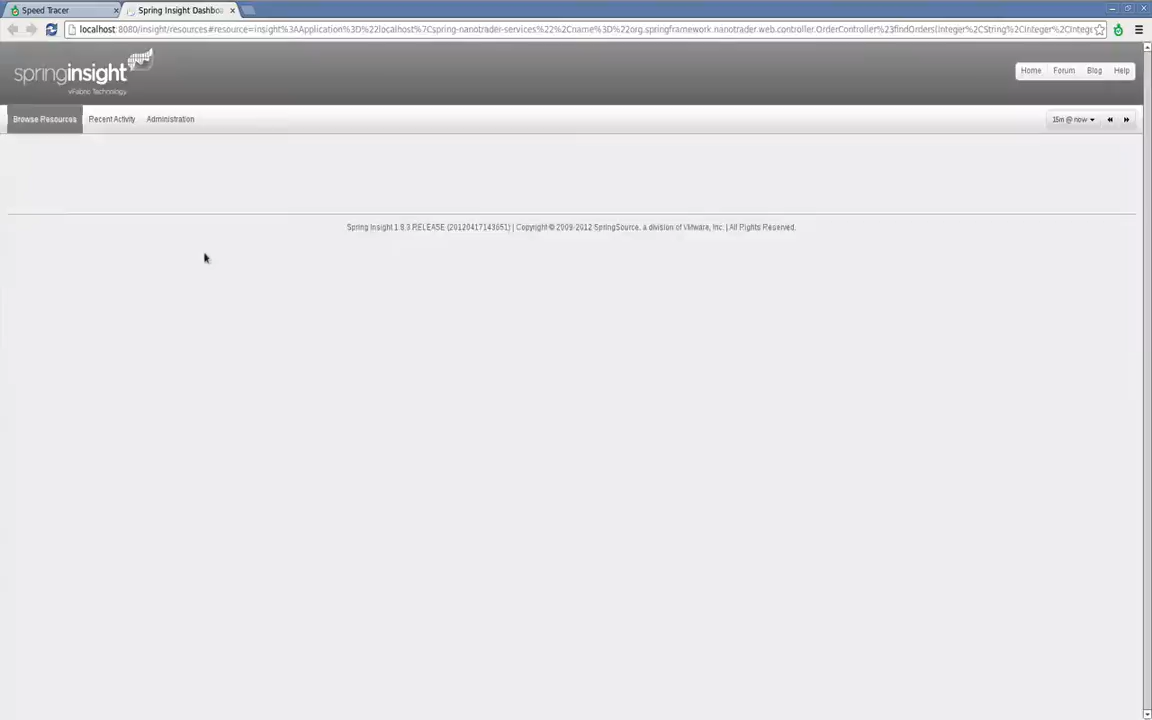 Speed Tracer
Spring Insight Dashboa
localhost:8080/insight/resources#resource=insight%3AApplication%3D%22localhost%7Cspring-nanotrader-services%22%2Cname%3D%22org.springframework.nanotrader.web.controller.OrderController%23findOrders(Integer%2CString%2CInteger%2CInteg
springinsight
vFabric Technology
Home Forum Blog Help
Browse Resources Recent Activity Administration 15m @ now
Spring Insight 1.8.3 RELEASE (20120417143651) | Copyright © 2009-2012 SpringSource, a division of VMware, Inc. | All Rights Reserved.